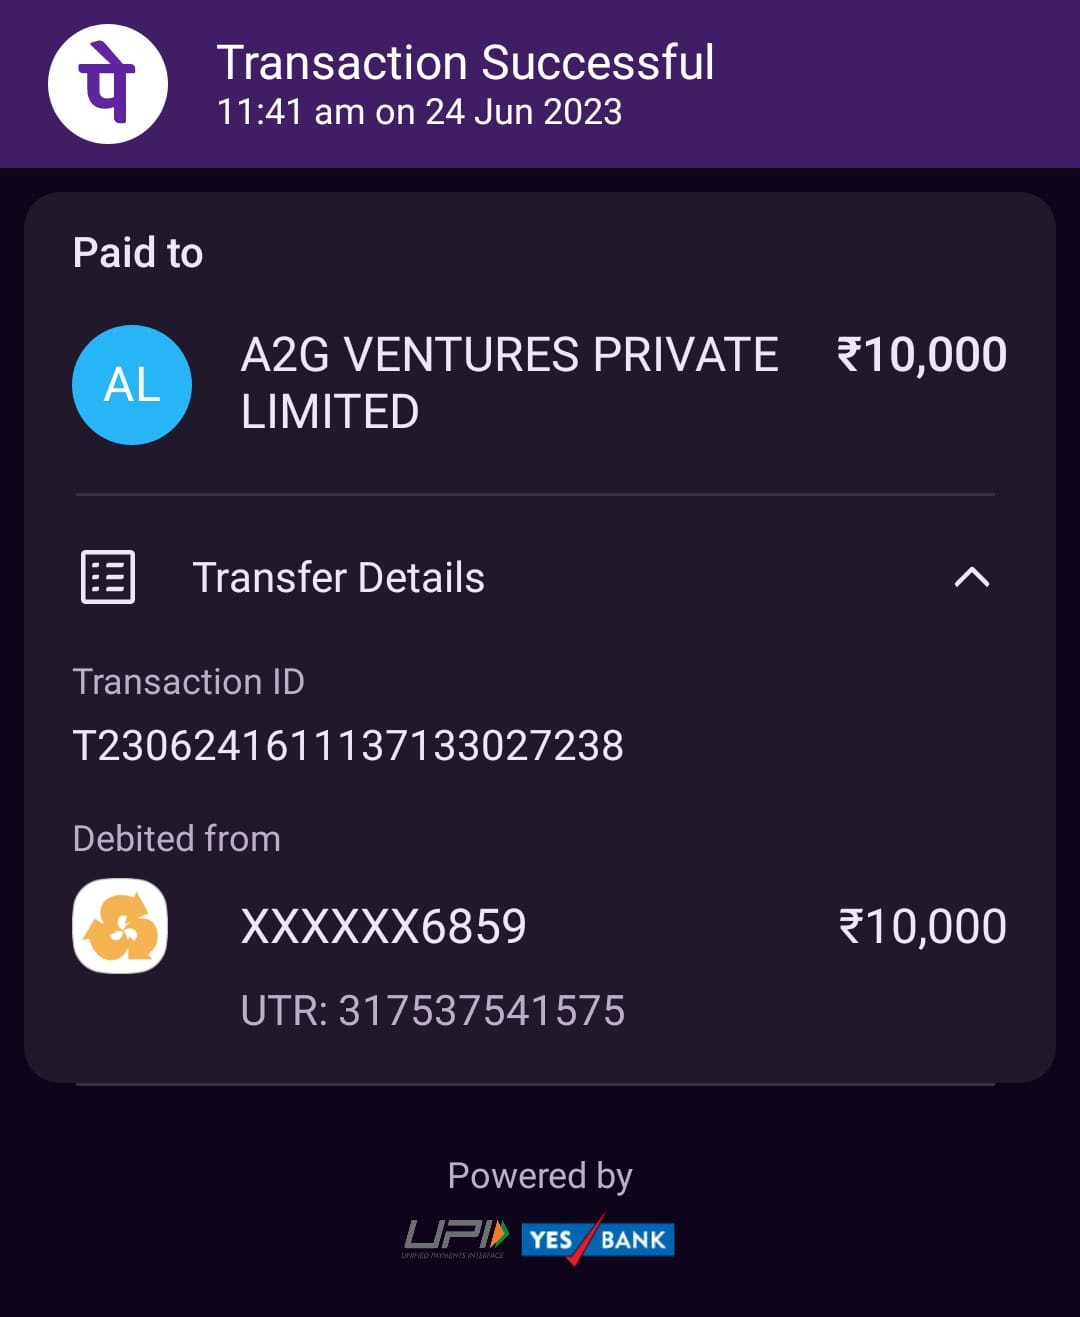 पे
Transaction Successful
11:41 am on 24 Jun 2023
Paid to
AL
A2G VENTURES PRIVATE LIMITED
₹10,000
Transfer Details
Transaction ID
T2306241611137133027238
Debited from
XXXXXX6859
₹10,000
UTR: 317537541575
Powered by
UPI
UNIFIED PAYMENTS INTERFACE
YES BANK